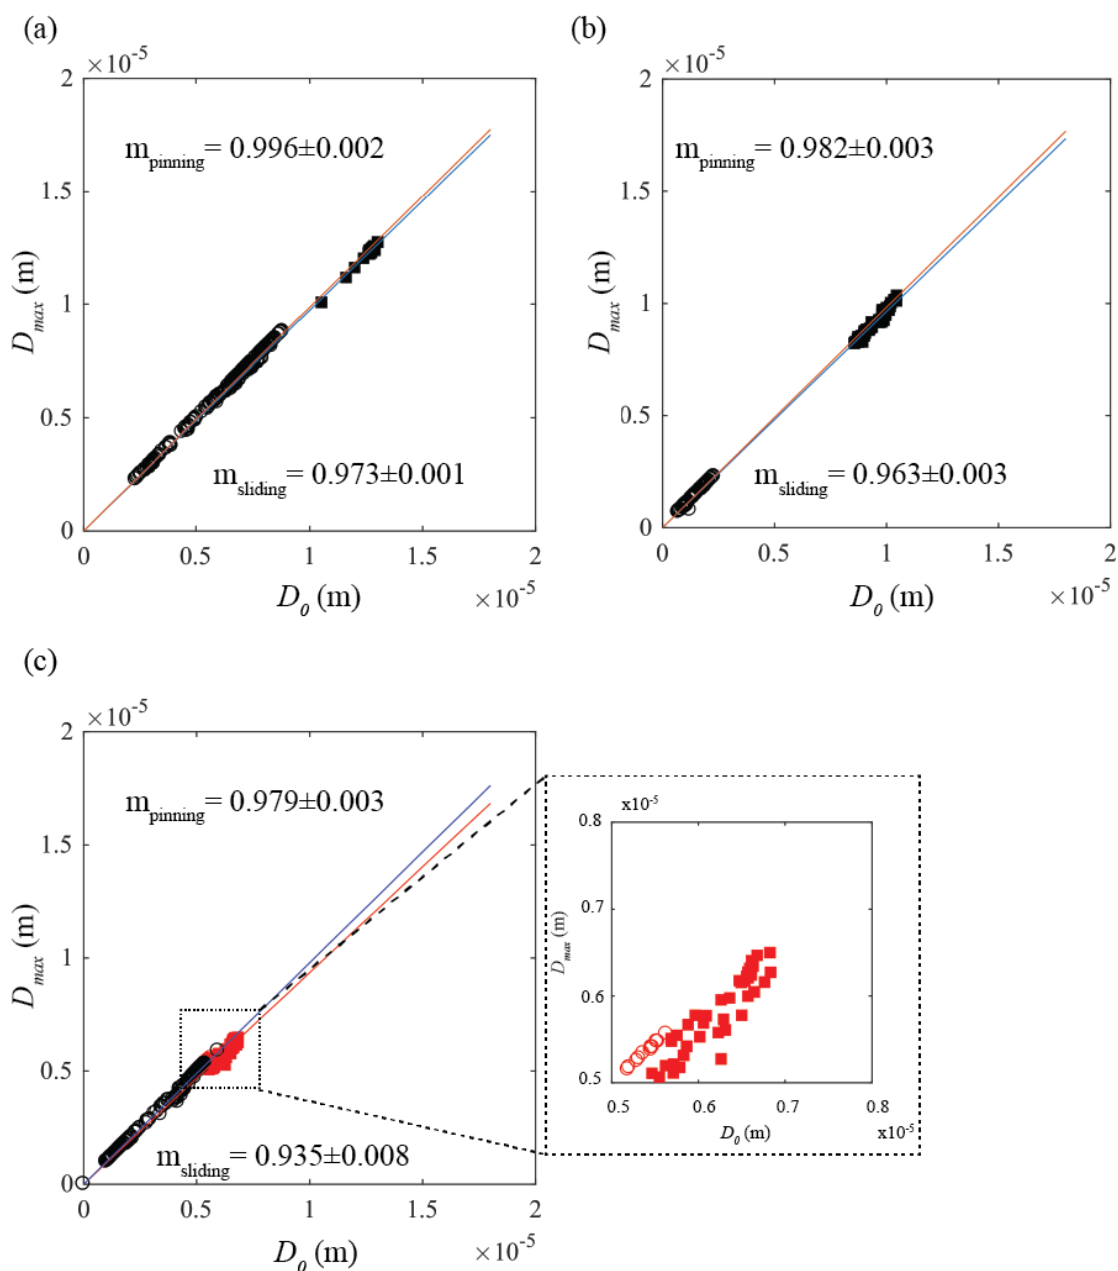 (a)
×10⁻⁵
2
1.5
1
0.5
0
D_max (m)
m_pinning = 0.996±0.002
m_sliding = 0.973±0.001
0 0.5 1 1.5 2
D_0 (m) ×10⁻⁵
(b)
×10⁻⁵
2
1.5
1
0.5
0
D_max (m)
m_pinning = 0.982±0.003
m_sliding = 0.963±0.003
0 0.5 1 1.5 2
D_0 (m) ×10⁻⁵
(c)
×10⁻⁵
2
1.5
1
0.5
0
D_max (m)
m_pinning = 0.979±0.003
m_sliding = 0.935±0.008
0 0.5 1 1.5 2
D_0 (m) ×10⁻⁵
x10⁻⁵
0.8
0.7
0.6
0.5
D_max (m)
0.5 0.6 0.7 0.8
D_0 (m) x10⁻⁵